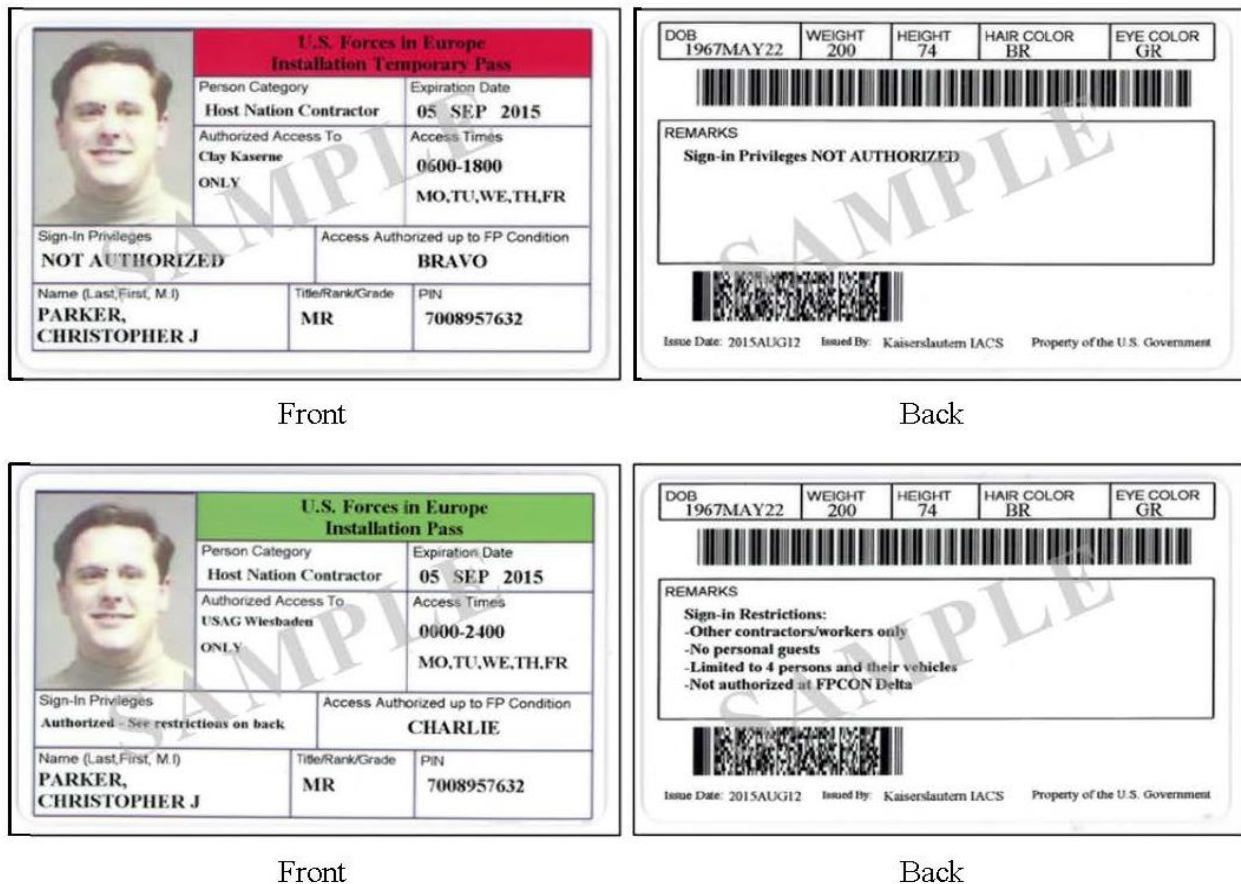 U.S. Forces in Europe
Installation Temporary Pass
Person Category
Host Nation Contractor
Expiration Date
05 SEP 2015
Authorized Access To
Clay Kaserne
ONLY
Access Times
0600-1800
MO,TU,WE,TH,FR
Sign-In Privileges
NOT AUTHORIZED
Access Authorized up to FP Condition
BRAVO
Name (Last,First, M.I)
PARKER,
CHRISTOPHER J
Title/Rank/Grade
MR
PIN
7008957632
SAMPLE
Front
DOB
1967MAY22
WEIGHT
200
HEIGHT
74
HAIR COLOR
BR
EYE COLOR
GR
REMARKS
Sign-in Privileges NOT AUTHORIZED
SAMPLE
Issue Date: 2015AUG12 Issued By: Kaiserslautern IACS Property of the U.S. Government
Back
U.S. Forces in Europe
Installation Pass
Person Category
Host Nation Contractor
Expiration Date
05 SEP 2015
Authorized Access To
USAG Wiesbaden
ONLY
Access Times
0000-2400
MO,TU,WE,TH,FR
Sign-In Privileges
Authorized - See restrictions on back
Access Authorized up to FP Condition
CHARLIE
Name (Last,First, M.I)
PARKER,
CHRISTOPHER J
Title/Rank/Grade
MR
PIN
7008957632
SAMPLE
Front
DOB
1967MAY22
WEIGHT
200
HEIGHT
74
HAIR COLOR
BR
EYE COLOR
GR
REMARKS
Sign-in Restrictions:
-Other contractors/workers only
-No personal guests
-Limited to 4 persons and their vehicles
-Not authorized at FPCON Delta
SAMPLE
Issue Date: 2015AUG12 Issued By: Kaiserslautern IACS Property of the U.S. Government
Back